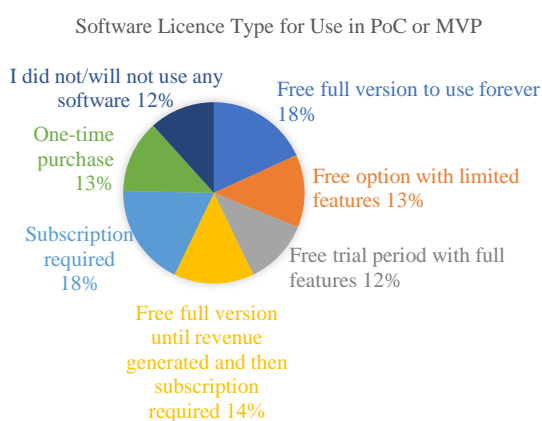 Software Licence Type for Use in PoC or MVP
I did not/will not use any
software 12%
Free full version to use forever
18%
One-time
purchase
13%
Free option with limited
features 13%
Subscription
required
18%
Free trial period with full
features 12%
Free full version
until revenue
generated and then
subscription
required 14%